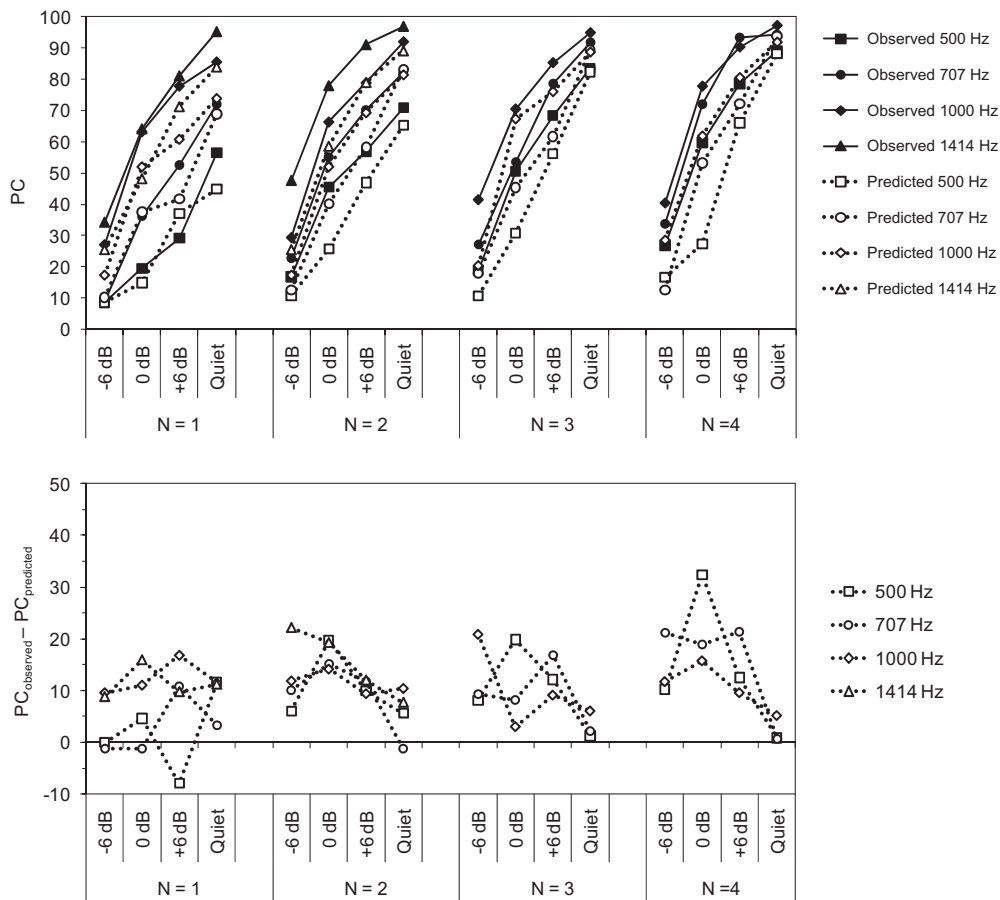 100
90
80
70
60
50
40
30
20
10
0
PC
-6 dB
0 dB
+6 dB
Quiet
-6 dB
0 dB
+6 dB
Quiet
-6 dB
0 dB
+6 dB
Quiet
-6 dB
0 dB
+6 dB
Quiet
N = 1
N = 2
N = 3
N =4
Observed 500 Hz
Observed 707 Hz
Observed 1000 Hz
Observed 1414 Hz
Predicted 500 Hz
Predicted 707 Hz
Predicted 1000 Hz
Predicted 1414 Hz
50
40
30
20
10
0
-10
PCobserved – PCpredicted
-6 dB
0 dB
+6 dB
Quiet
-6 dB
0 dB
+6 dB
Quiet
-6 dB
0 dB
+6 dB
Quiet
-6 dB
0 dB
+6 dB
Quiet
N = 1
N = 2
N = 3
N =4
500 Hz
707 Hz
1000 Hz
1414 Hz